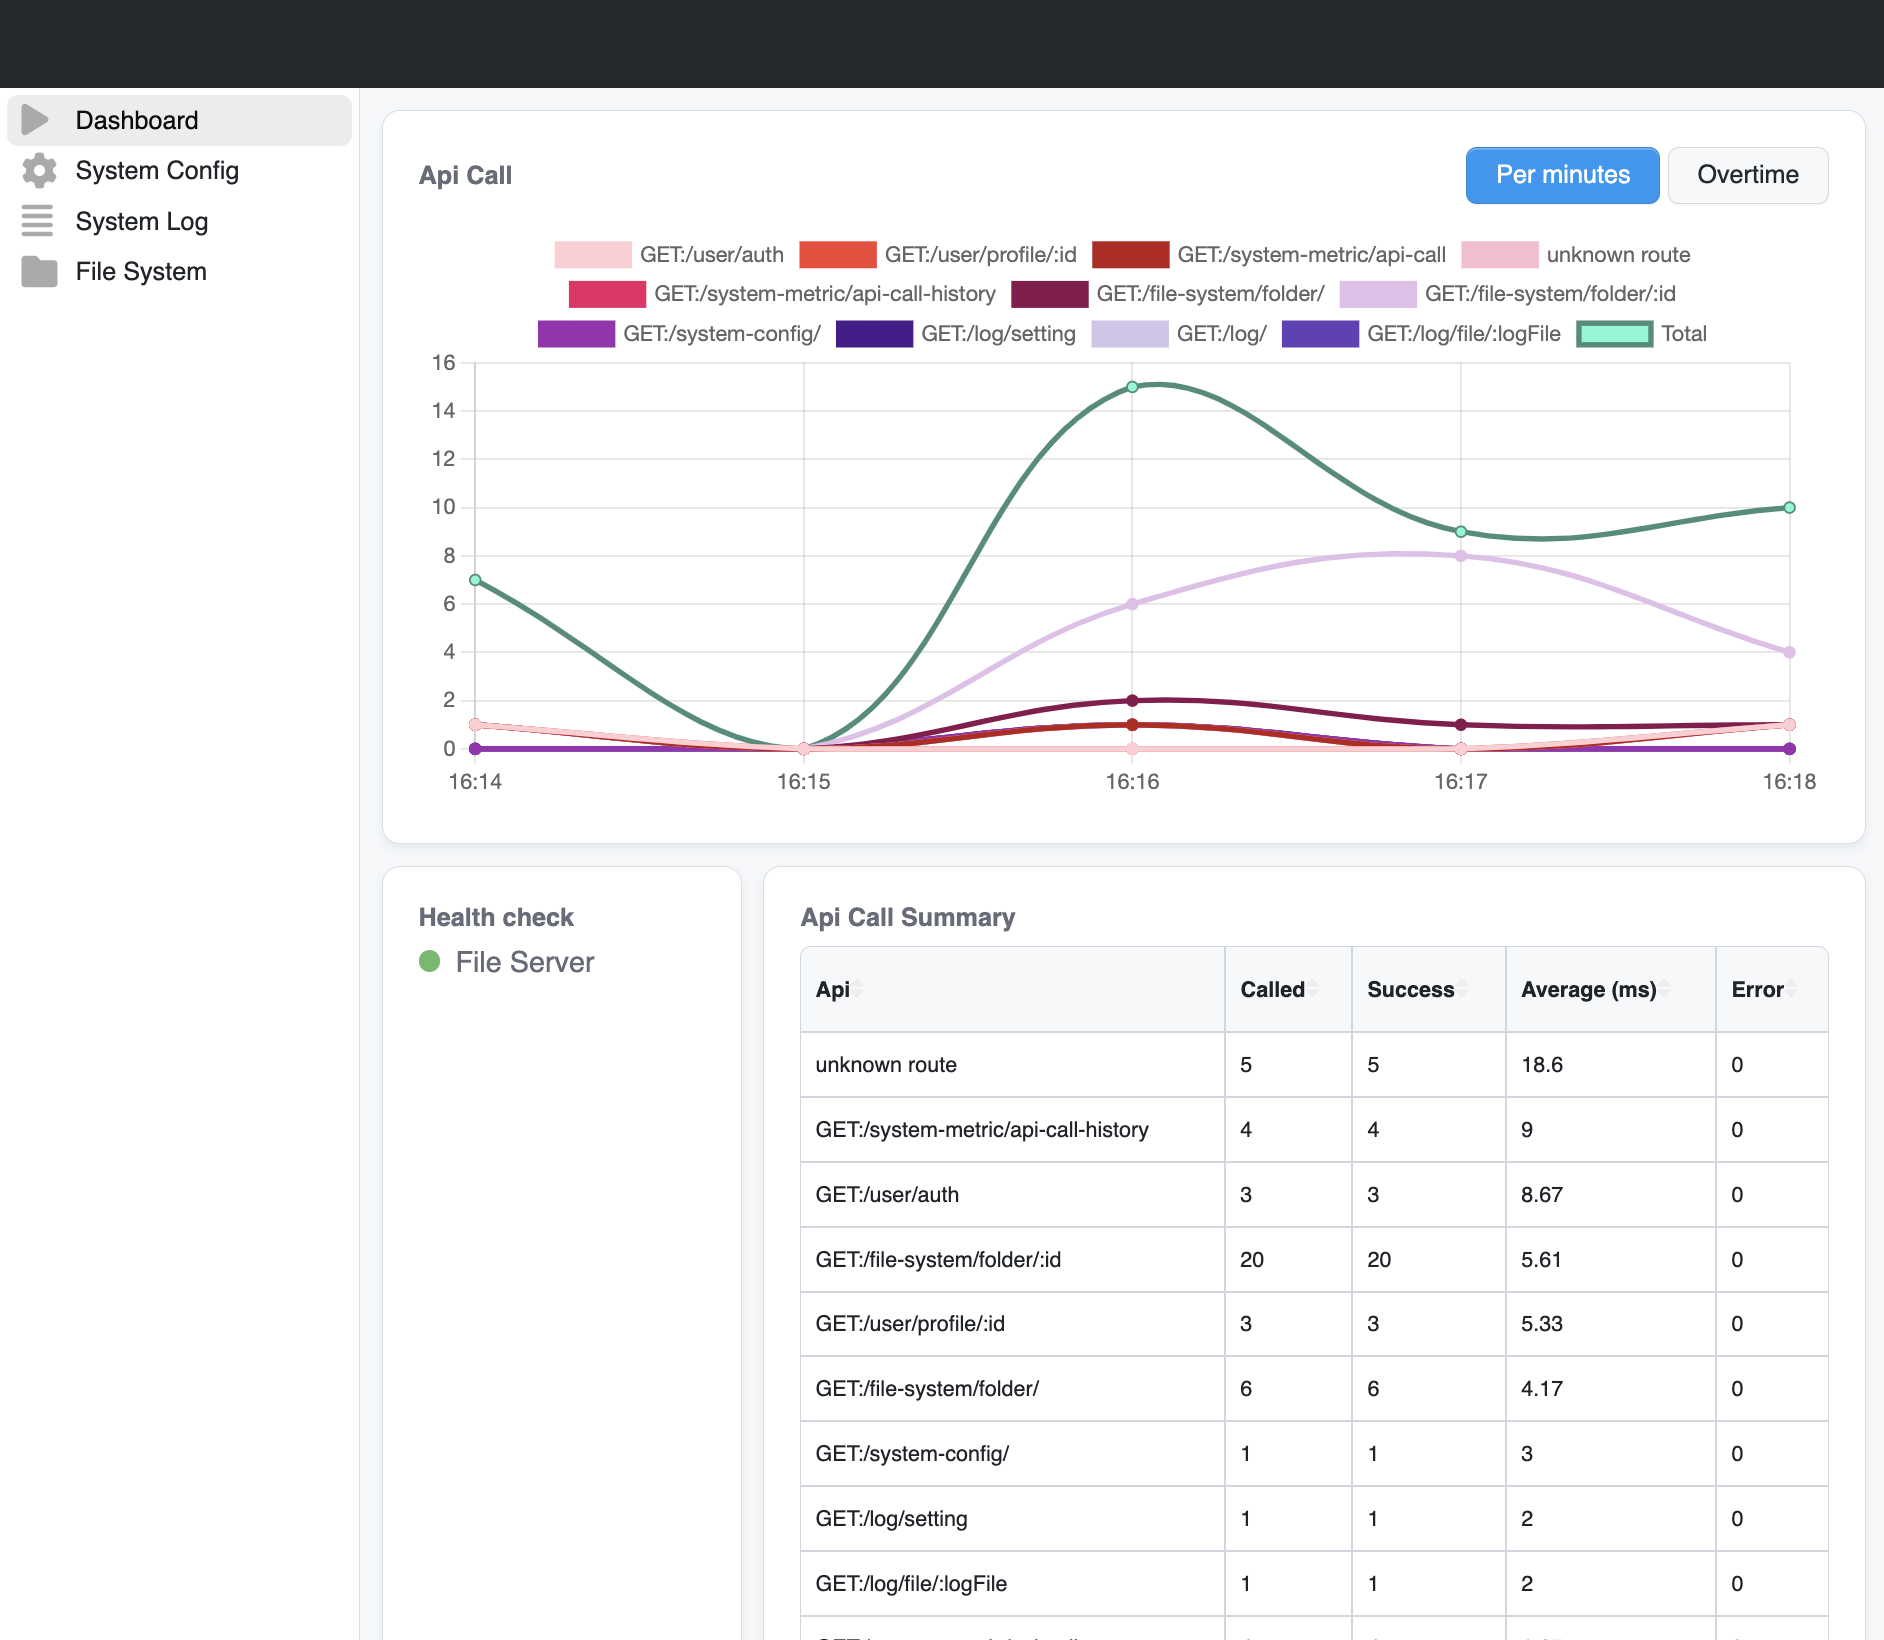 Dashboard
System Config
System Log
File System
Api Call
Per minutes
Overtime
GET:/user/auth GET:/user/profile/:id GET:/system-metric/api-call unknown route
GET:/system-metric/api-call-history GET:/file-system/folder/ GET:/file-system/folder/:id
GET:/system-config/ GET:/log/setting GET:/log/ GET:/log/file/:logFile Total
16
14
12
10
8
6
4
2
0
16:14 16:15 16:16 16:17 16:18
Health check
File Server
Api Call Summary
Api Called Success Average (ms) Error
unknown route 5 5 18.6 0
GET:/system-metric/api-call-history 4 4 9 0
GET:/user/auth 3 3 8.67 0
GET:/file-system/folder/:id 20 20 5.61 0
GET:/user/profile/:id 3 3 5.33 0
GET:/file-system/folder/ 6 6 4.17 0
GET:/system-config/ 1 1 3 0
GET:/log/setting 1 1 2 0
GET:/log/file/:logFile 1 1 2 0